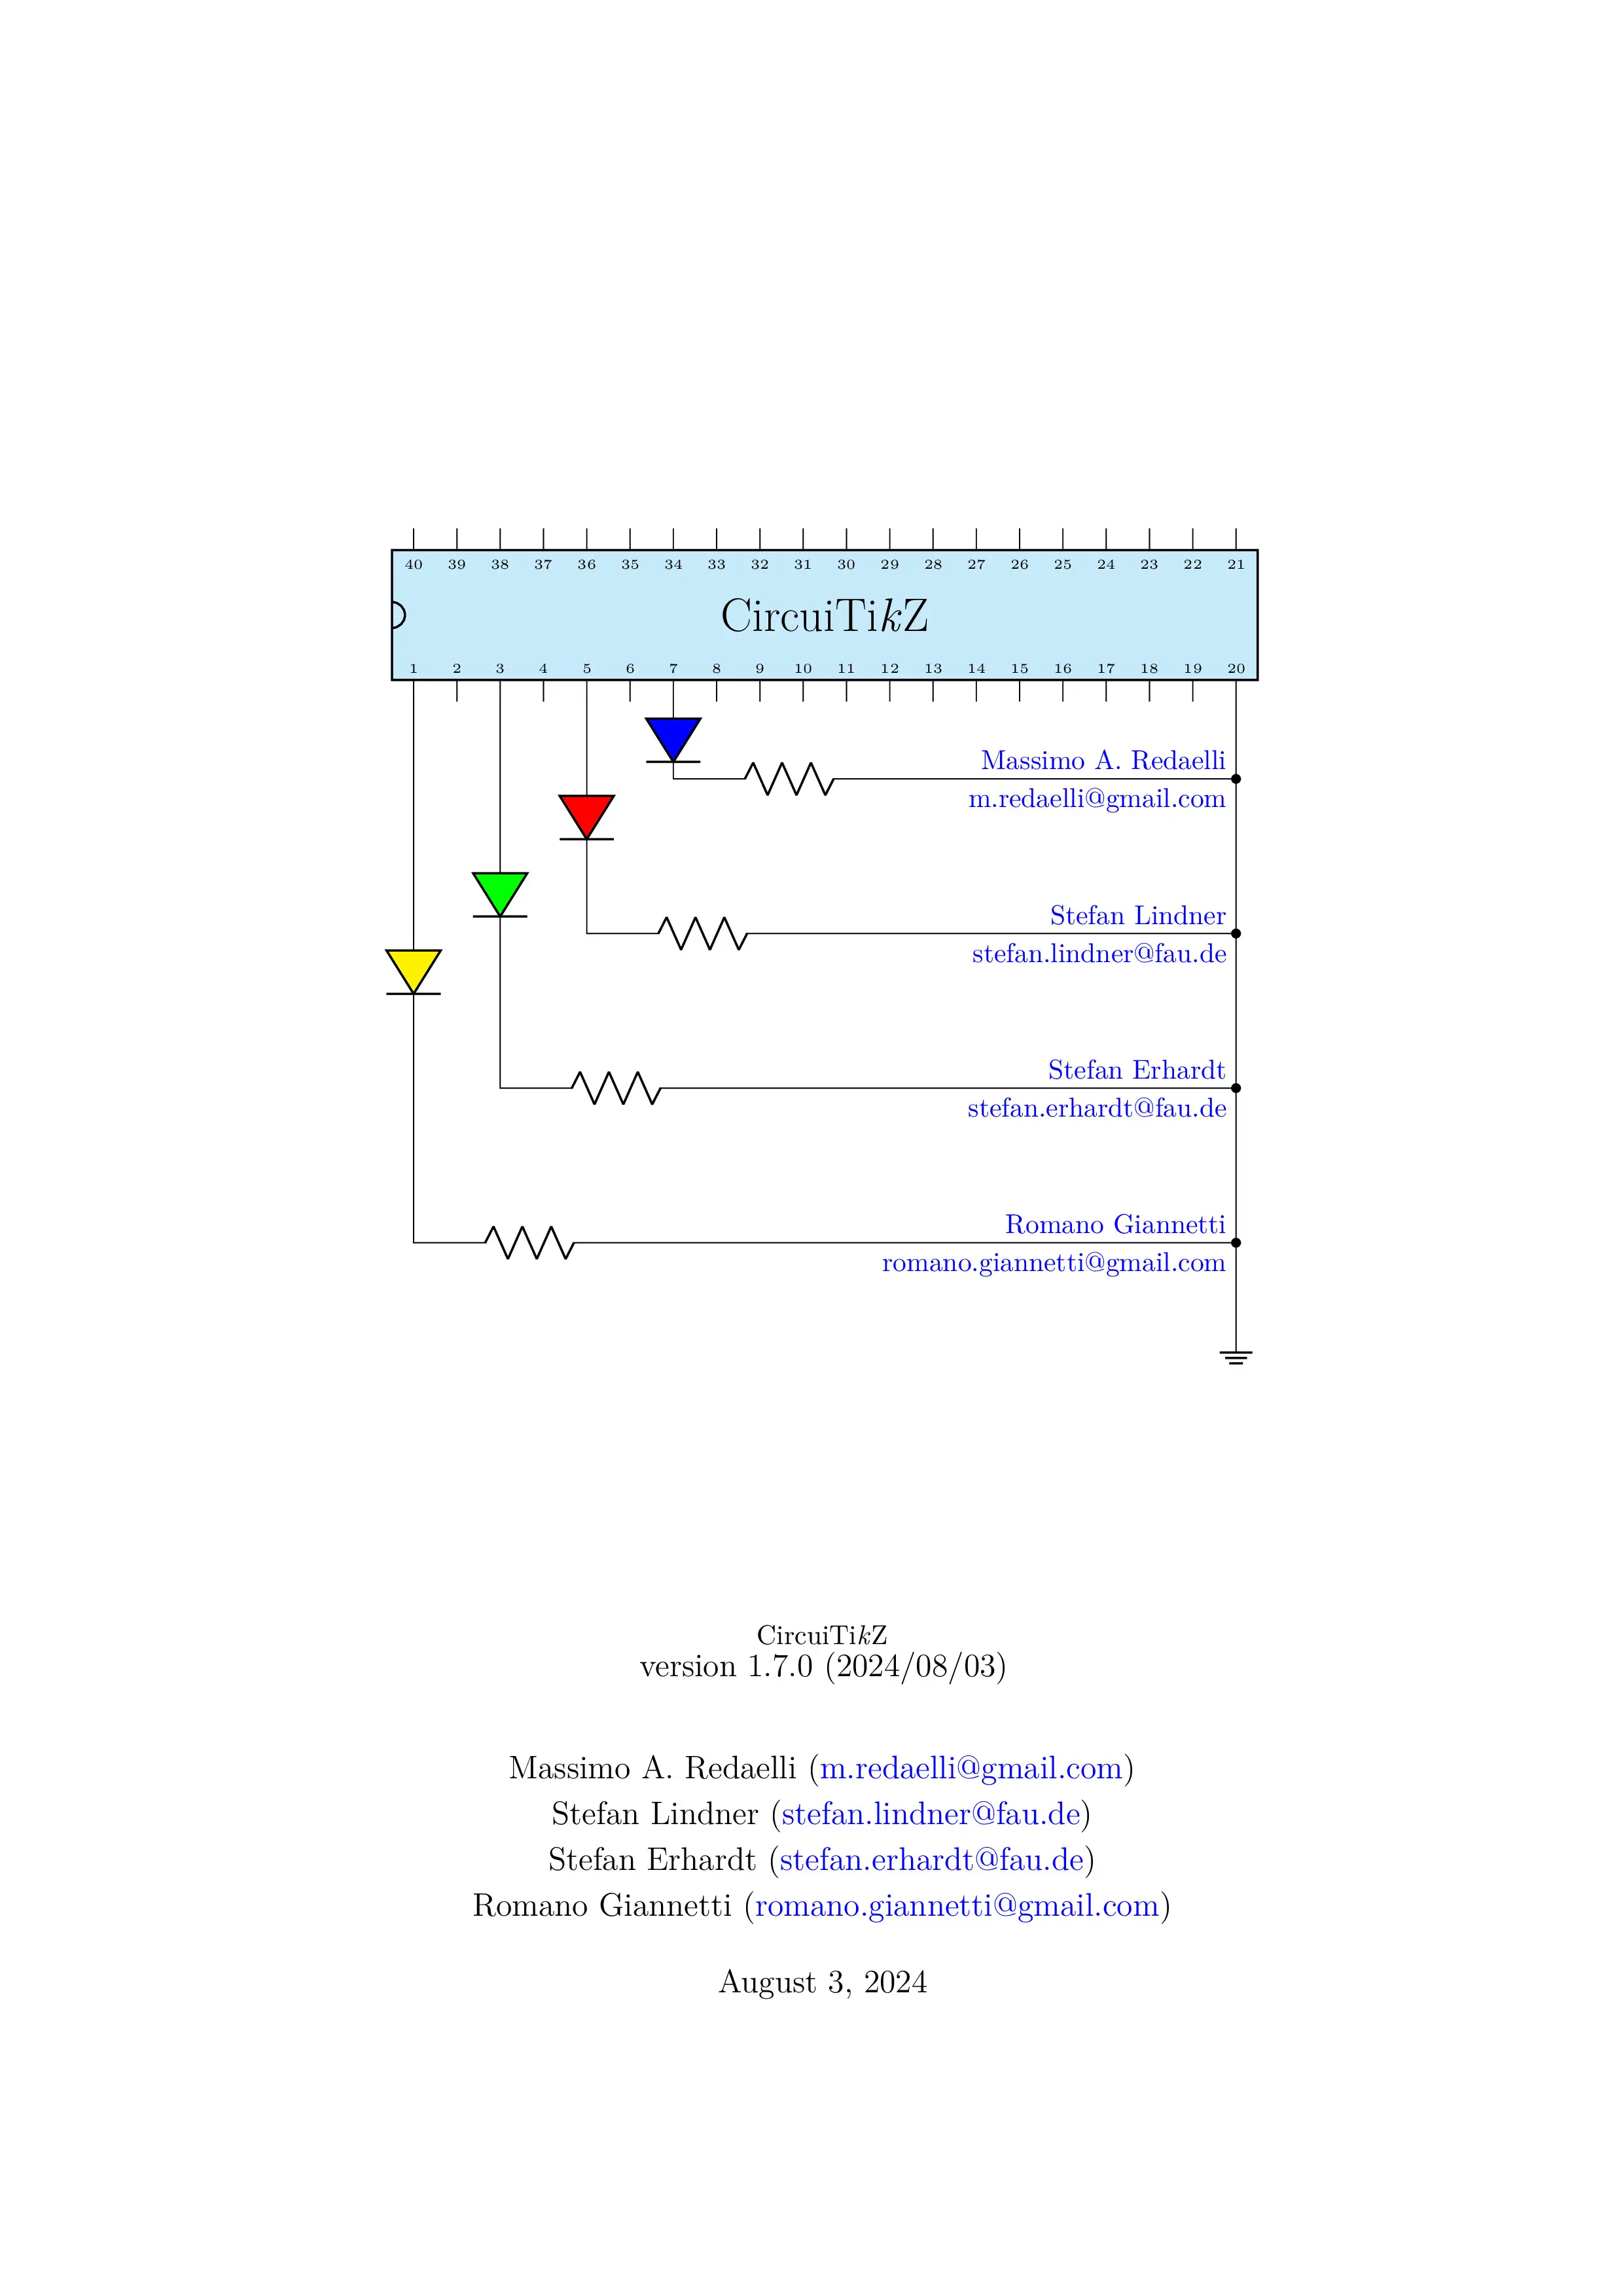 40 39 38 37 36 35 34 33 32 31 30 29 28 27 26 25 24 23 22 21
CircuiTikZ
1 2 3 4 5 6 7 8 9 10 11 12 13 14 15 16 17 18 19 20
Massimo A. Redaelli
m.redaelli@gmail.com
Stefan Lindner
stefan.lindner@fau.de
Stefan Erhardt
stefan.erhardt@fau.de
Romano Giannetti
romano.giannetti@gmail.com
CircuiTikZ
version 1.7.0 (2024/08/03)
Massimo A. Redaelli (m.redaelli@gmail.com)
Stefan Lindner (stefan.lindner@fau.de)
Stefan Erhardt (stefan.erhardt@fau.de)
Romano Giannetti (romano.giannetti@gmail.com)
August 3, 2024